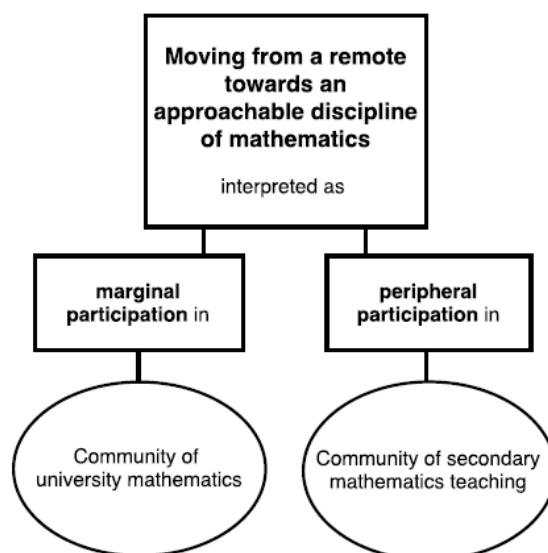 Moving from a remote
towards an
approachable discipline
of mathematics
interpreted as
marginal
participation in
peripheral
participation in
Community of
university mathematics
Community of secondary
mathematics teaching